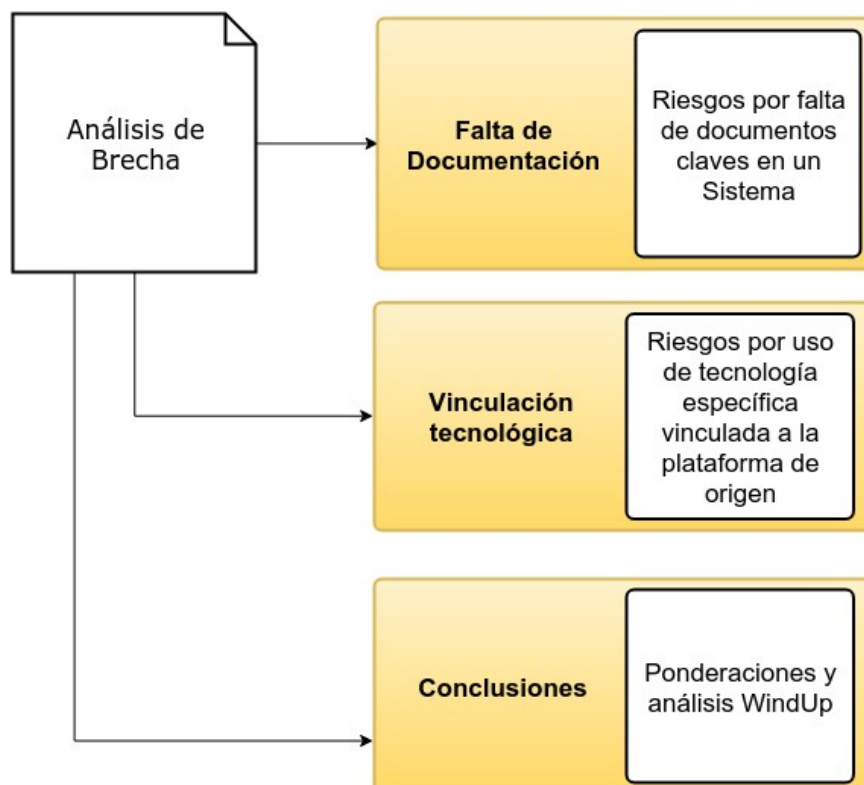 Análisis de
Brecha
Falta de
Documentación
Riesgos por falta
de documentos
claves en un
Sistema
Vinculación
tecnológica
Riesgos por uso
de tecnología
específica
vinculada a la
plataforma de
origen
Conclusiones
Ponderaciones y
análisis WindUp